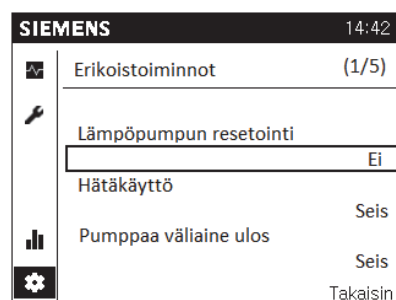 SIEMENS 14:42
Erikoistoiminnot (1/5)
Lämpöpumpun resetointi
Ei
Hätäkäyttö
Seis
Pumppaa väliaine ulos
Seis
Takaisin